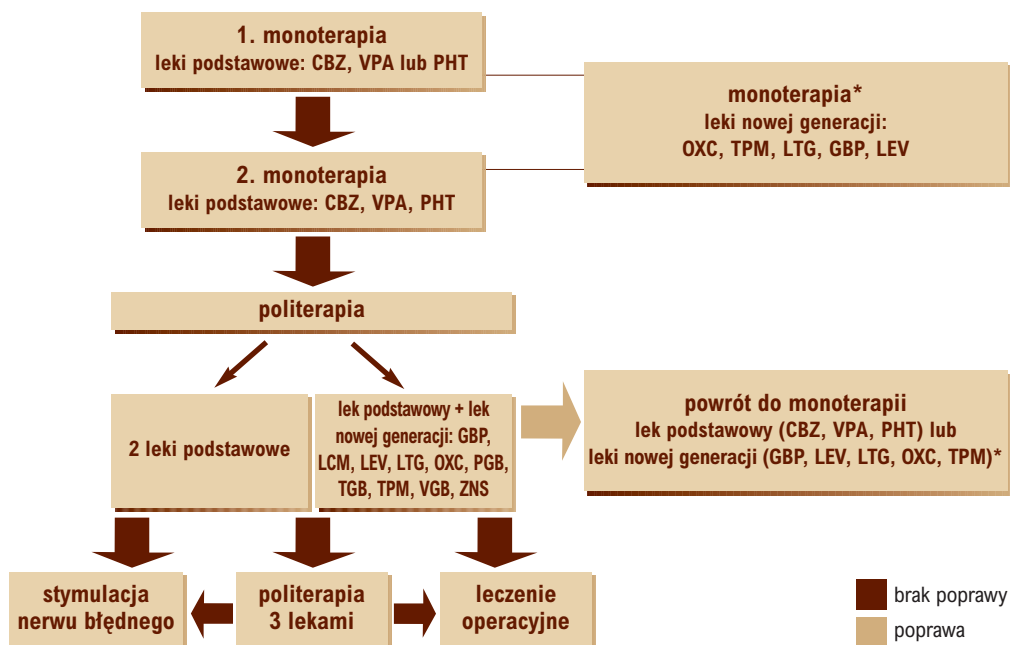 1. monoterapia
leki podstawowe: CBZ, VPA lub PHT
monoterapia*
leki nowej generacji:
OXC, TPM, LTG, GBP, LEV
2. monoterapia
leki podstawowe: CBZ, VPA, PHT
politerapia
2 leki podstawowe
lek podstawowy + lek
nowej generacji: GBP,
LCM, LEV, LTG, OXC, PGB,
TGB, TPM, VGB, ZNS
powrót do monoterapii
lek podstawowy (CBZ, VPA, PHT) lub
leki nowej generacji (GBP, LEV, LTG, OXC, TPM)*
stymulacja
nerwu błędnego
politerapia
3 lekami
leczenie
operacyjne
brak poprawy
poprawa